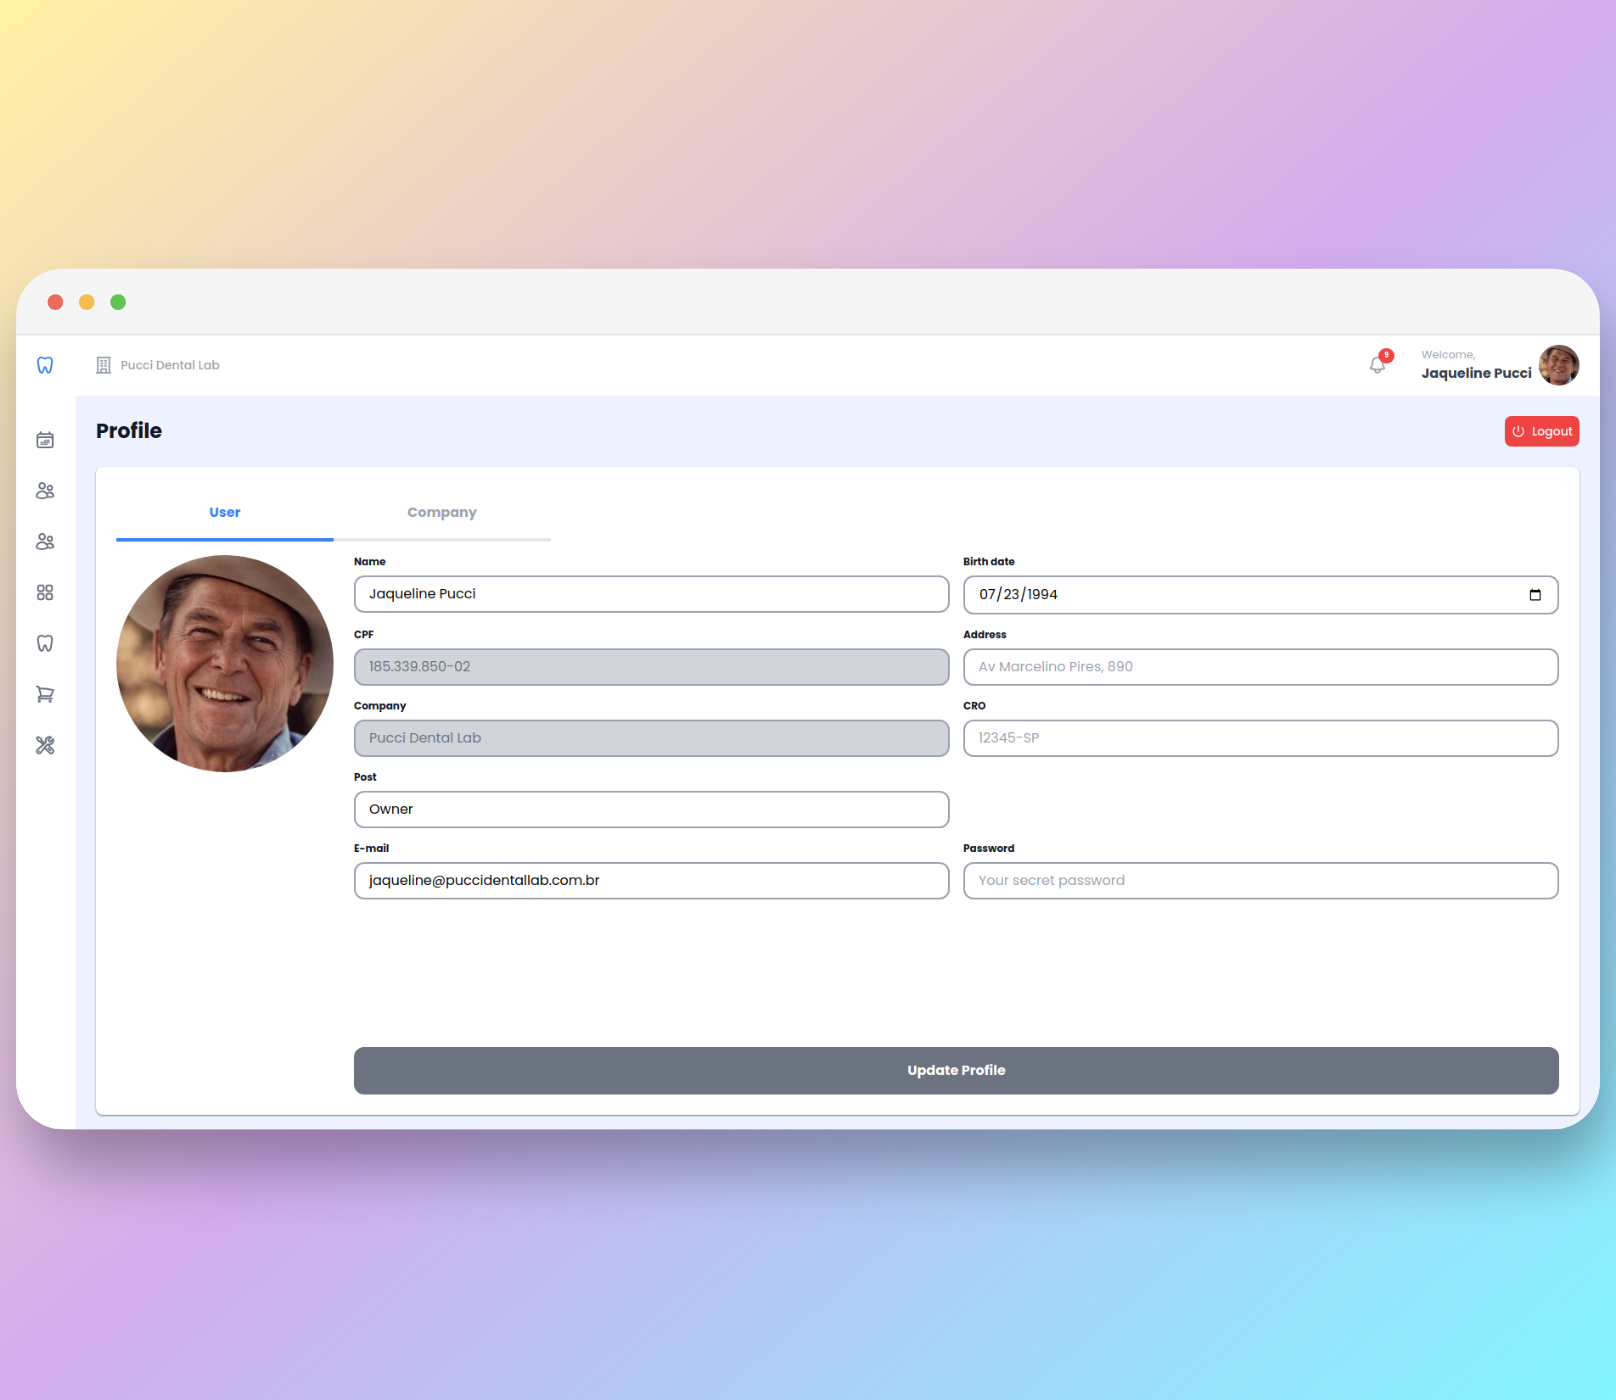 Pucci Dental Lab
9
Welcome,
Jaqueline Pucci
Profile
Logout
User
Company
Name
Birth date
Jaqueline Pucci
07/23/1994
CPF
Address
185.339.850-02
Av Marcelino Pires, 890
Company
CRO
Pucci Dental Lab
12345-SP
Post
Owner
E-mail
Password
jaqueline@puccidentallab.com.br
Your secret password
Update Profile